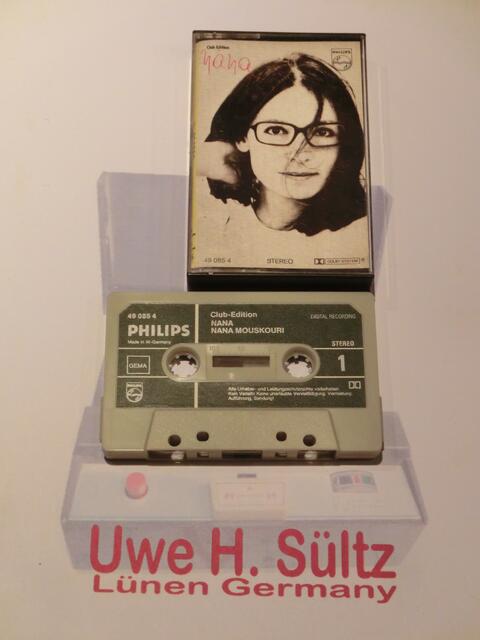 Club-Edition
nana
PHILIPS
49 085 4
STEREO
DOLBY SYSTEM
49 085 4
PHILIPS
Made in W.-Germany
Club-Edition
NANA
NANA MOUSKOURI
DIGITAL RECORDING
STEREO
1
GEMA
PHILIPS
Alle Urheber- und Leistungsschutzrechte vorbehalten.
Kein Verleih! Keine unerlaubte Vervielfältigung, Vermietung,
Aufführung, Sendung!
Uwe H. Sültz
Lünen Germany